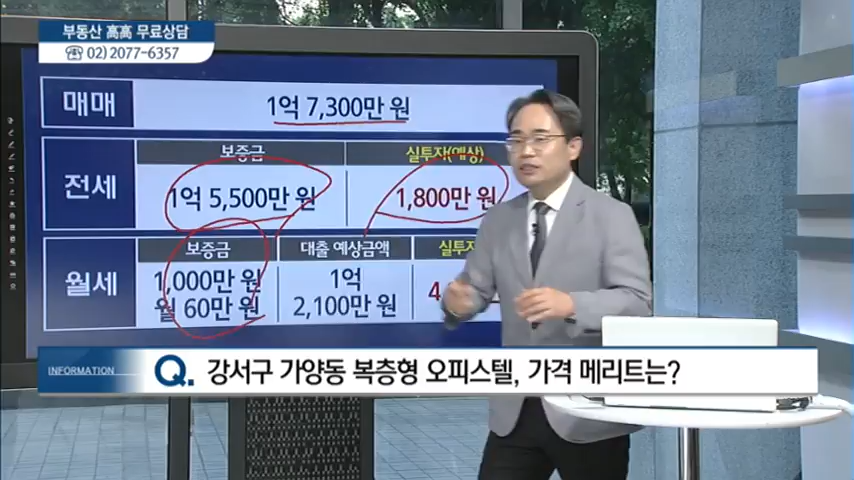 부동산 高高 무료상담
☎ 02) 2077-6357
매매
1억 7,300만 원
전세
보증금
실투자(예상)
1억 5,500만 원
1,800만 원
월세
보증금
대출 예상금액
실투자
1,000만 원
월 60만 원
1억
2,100만 원
4
INFORMATION
Q. 강서구 가양동 복층형 오피스텔, 가격 메리트는?